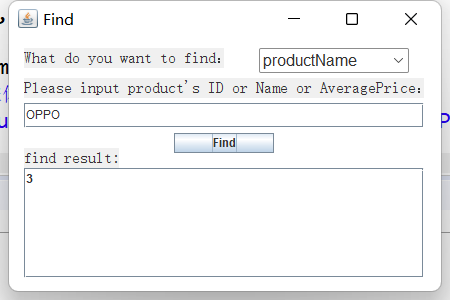 Find
What do you want to find:
productName
Please input product's ID or Name or AveragePrice:
OPPO
Find
find result:
3